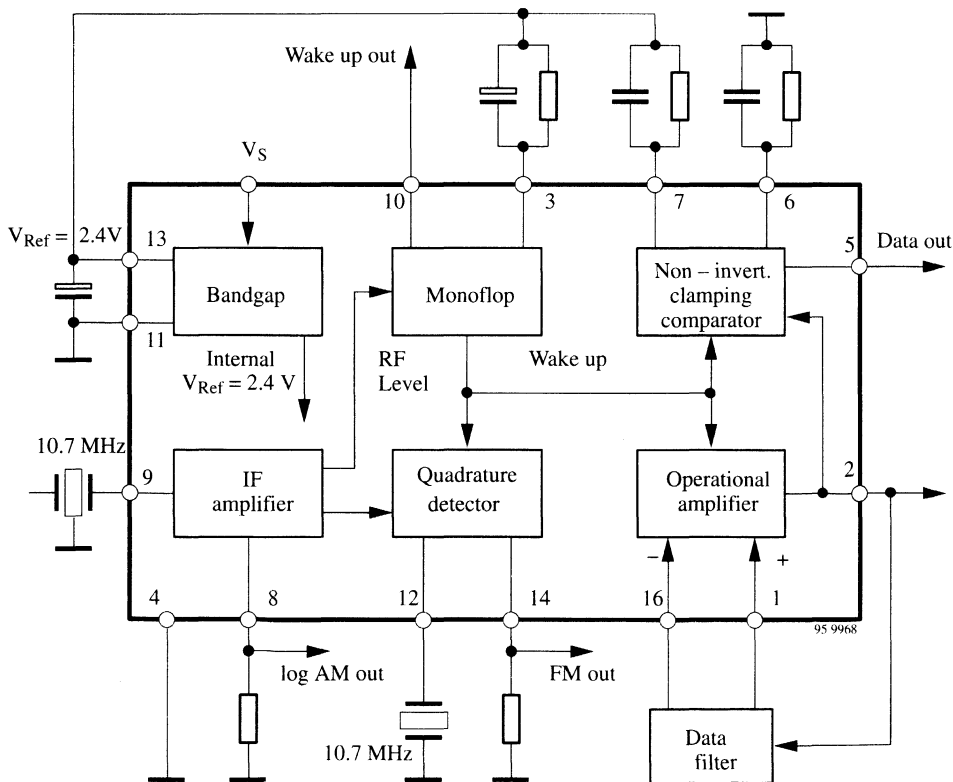 Wake up out
V_S
10
3
7
6
V_Ref = 2.4V
13
5
Data out
Bandgap
Monoflop
Non – invert.
clamping
comparator
11
Internal
V_Ref = 2.4 V
RF
Level
Wake up
10.7 MHz
9
IF
amplifier
Quadrature
detector
Operational
amplifier
2
– +
4
8
12
14
16
1
95 9968
log AM out
FM out
10.7 MHz
Data
filter